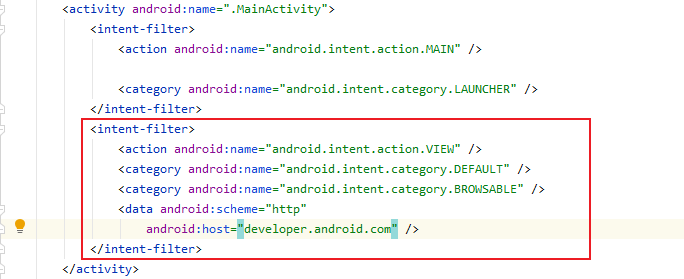 <activity android:name=".MainActivity">
<intent-filter>
<action android:name="android.intent.action.MAIN" />
<category android:name="android.intent.category.LAUNCHER" />
</intent-filter>
<intent-filter>
<action android:name="android.intent.action.VIEW" />
<category android:name="android.intent.category.DEFAULT" />
<category android:name="android.intent.category.BROWSABLE" />
<data android:scheme="http"
android:host="developer.android.com" />
</intent-filter>
</activity>